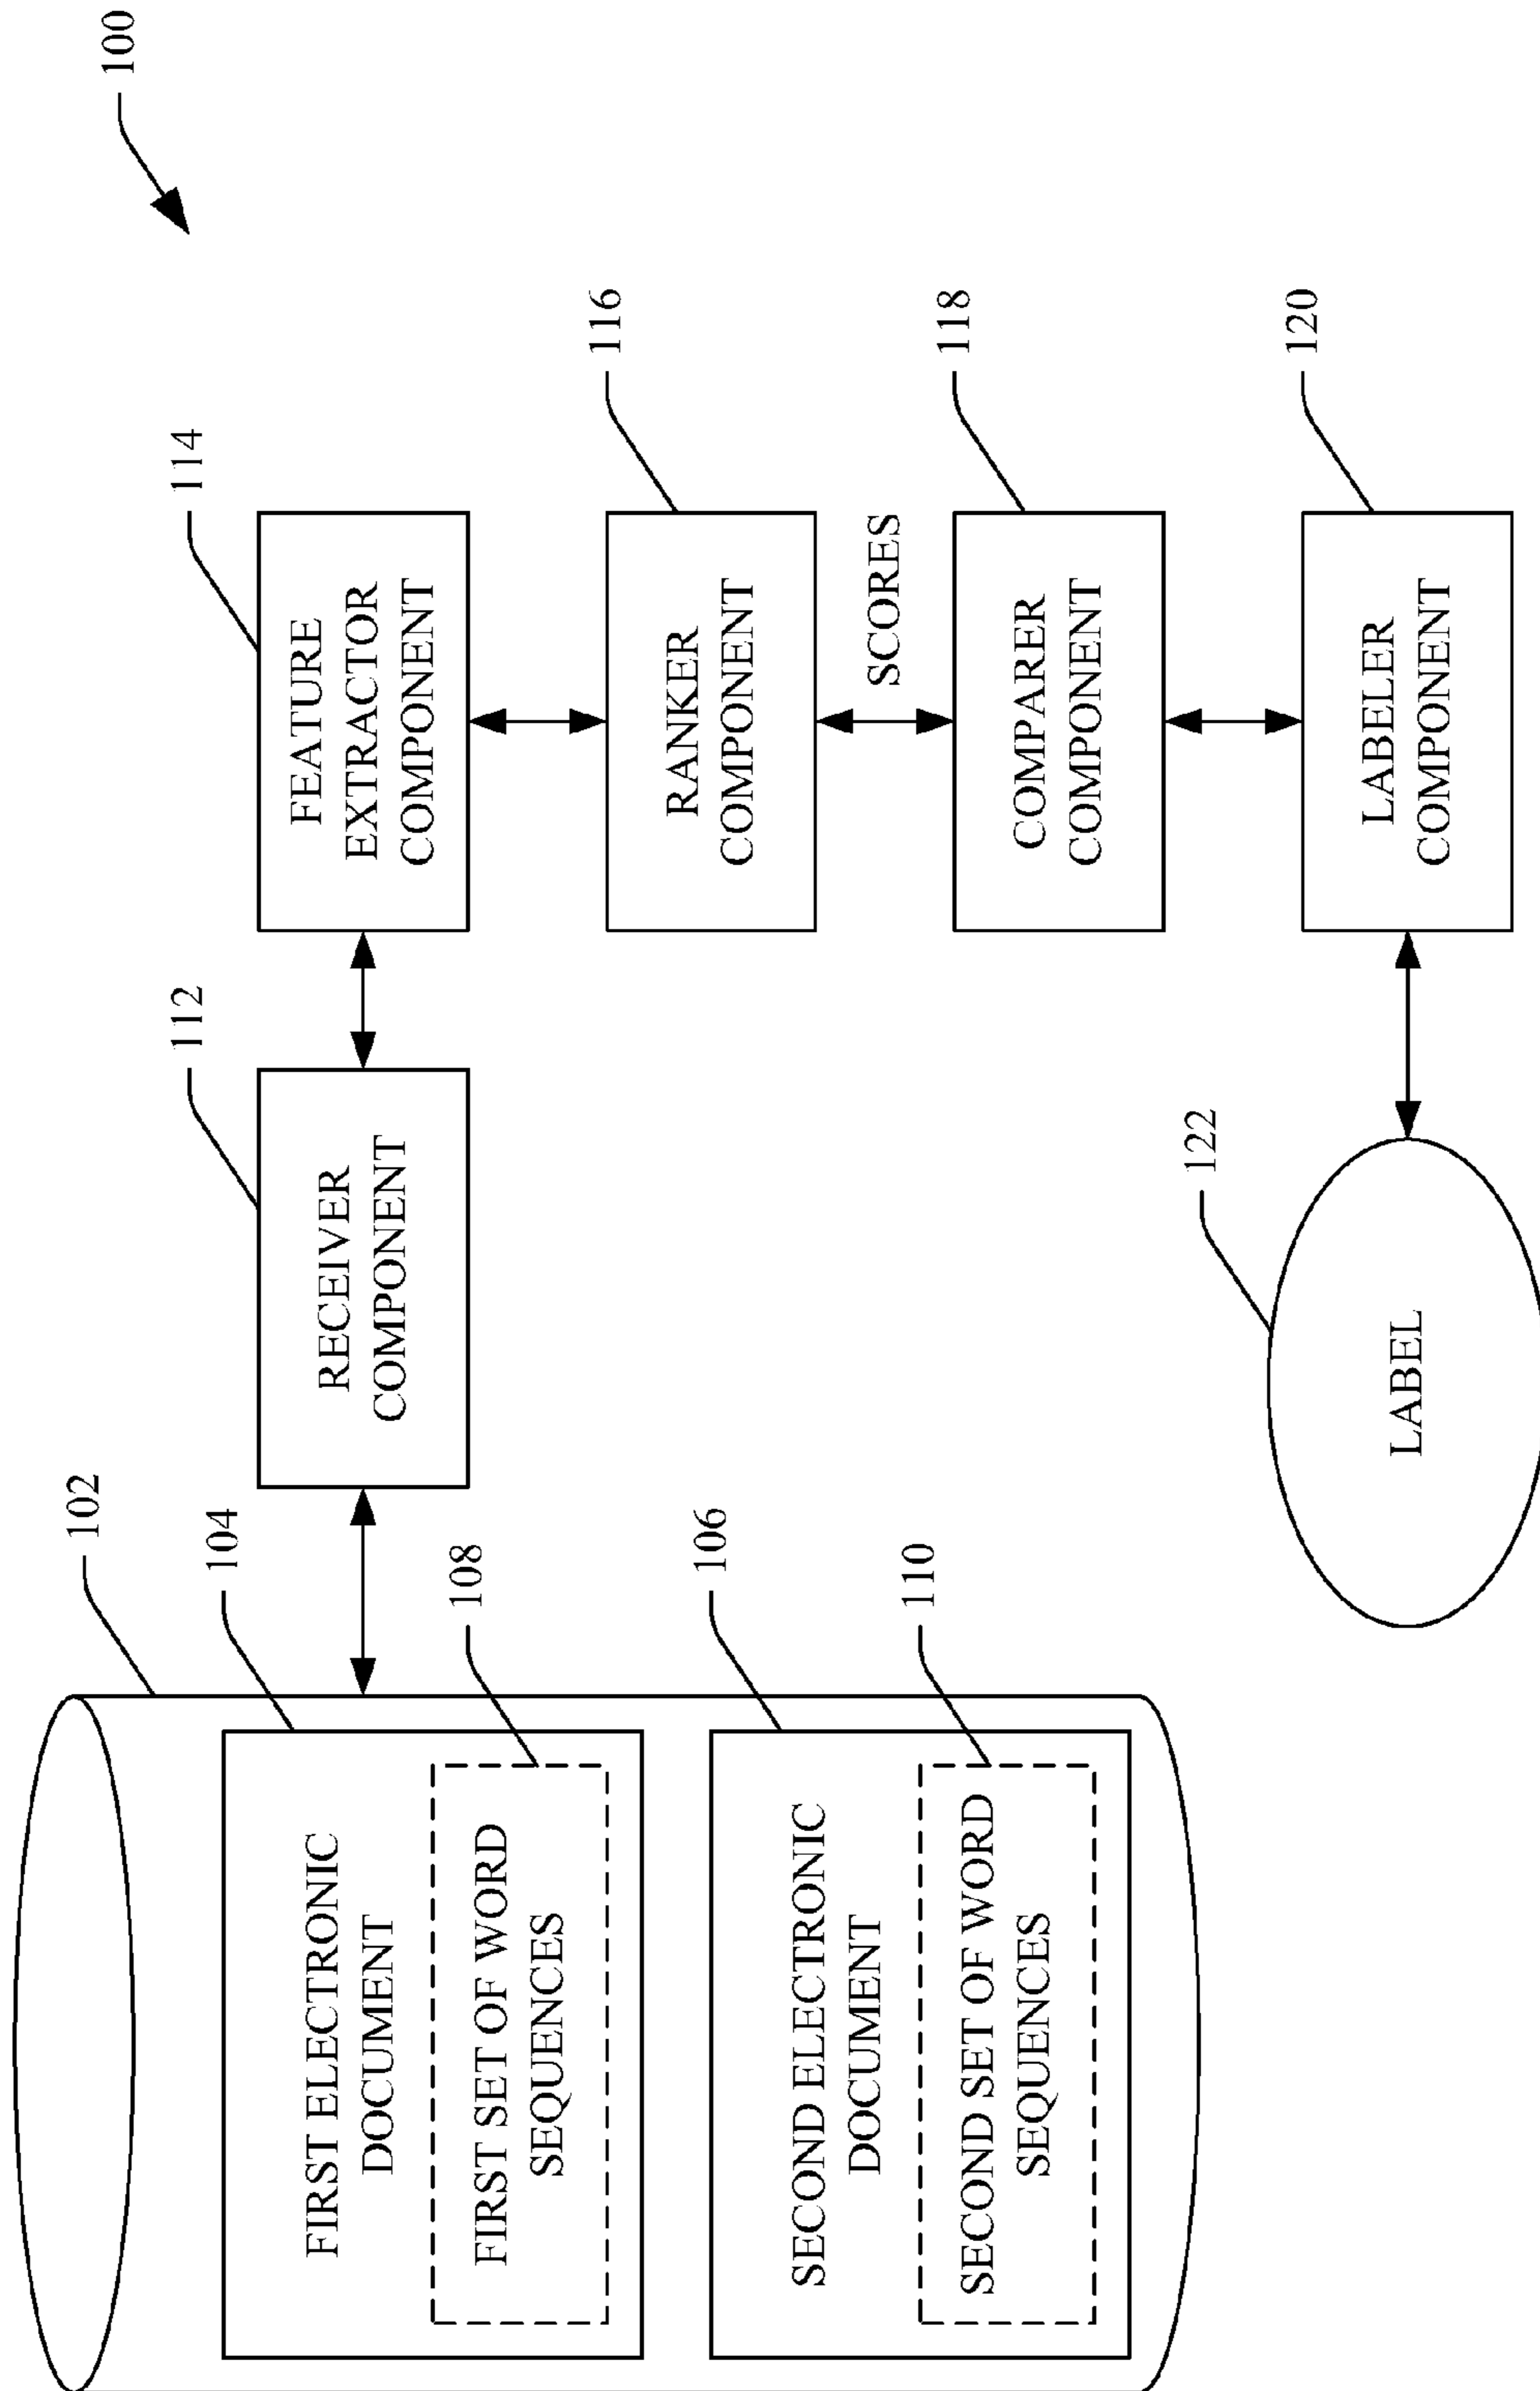 100
102
104
FIRST ELECTRONIC
DOCUMENT
108
FIRST SET OF WORD
SEQUENCES
106
SECOND ELECTRONIC
DOCUMENT
110
SECOND SET OF WORD
SEQUENCES
112
RECEIVER
COMPONENT
114
FEATURE
EXTRACTOR
COMPONENT
116
RANKER
COMPONENT
SCORES
118
COMPARER
COMPONENT
120
LABELER
COMPONENT
122
LABEL